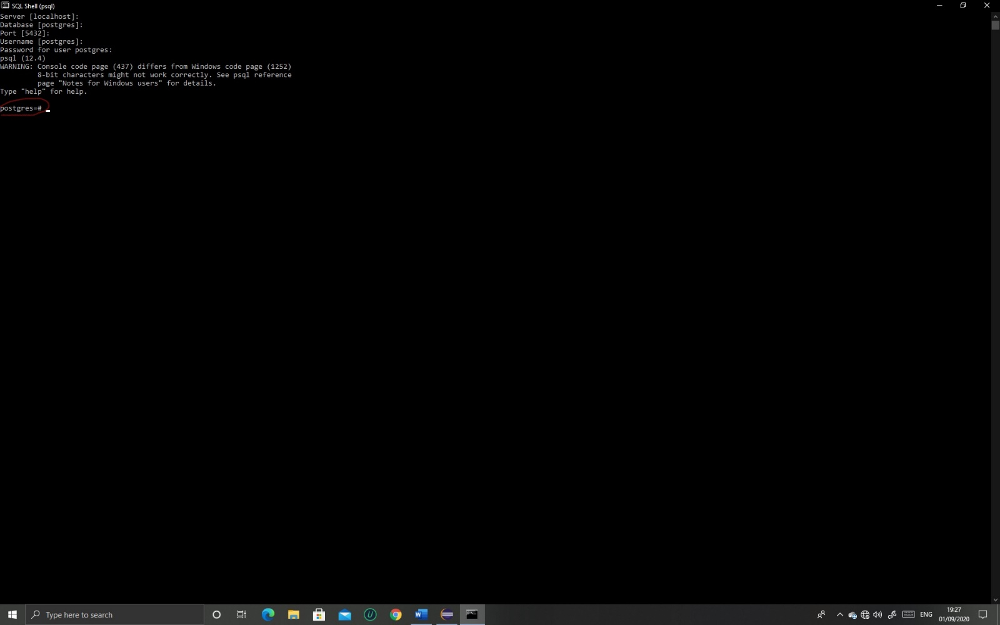 SQL Shell (psql)
Server [localhost]:
Database [postgres]:
Port [5432]:
Username [postgres]:
Password for user postgres:
psql (12.4)
WARNING: Console code page (437) differs from Windows code page (1252)
8-bit characters might not work correctly. See psql reference
page "Notes for Windows users" for details.
Type "help" for help.
postgres=#
Type here to search
ENG
19:27
01/09/2020